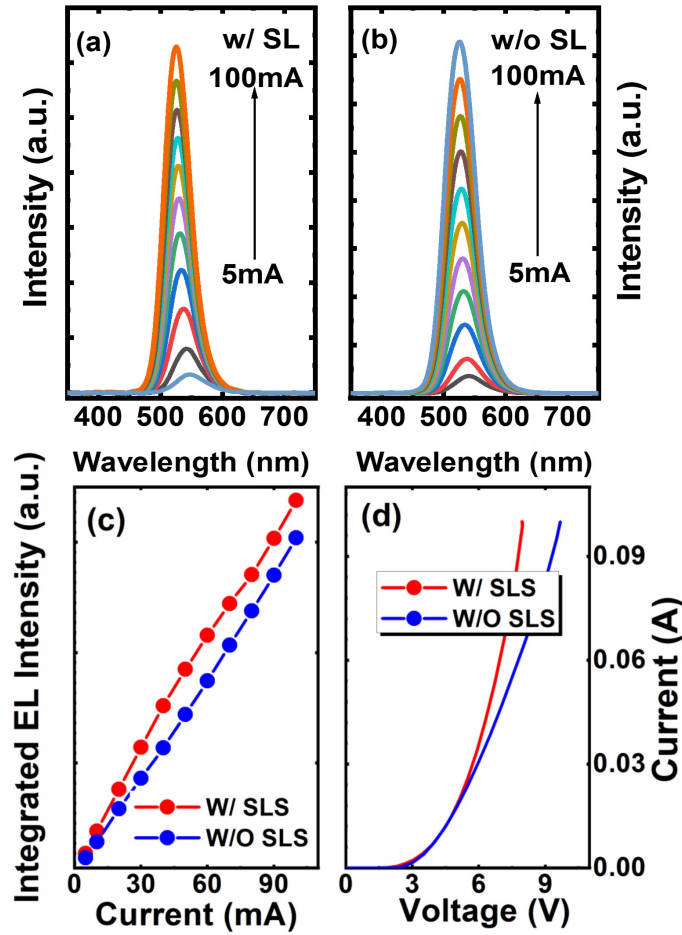 (a)
w/ SL
100mA
5mA
Intensity (a.u.)
400 500 600 700
Wavelength (nm)
(b)
w/o SL
100mA
5mA
Intensity (a.u.)
400 500 600 700
Wavelength (nm)
(c)
W/ SLS
W/O SLS
Integrated EL Intensity (a.u.)
0 30 60 90
Current (mA)
(d)
W/ SLS
W/O SLS
0.09
0.06
0.03
0.00
Current (A)
0 3 6 9
Voltage (V)